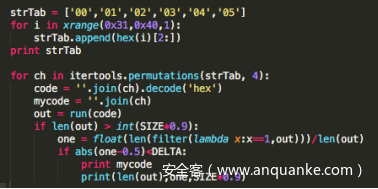 strTab = ['00','01','02','03','04','05']
for i in xrange(0x31,0x40,1):
    strTab.append(hex(i)[2:])
print strTab

for ch in itertools.permutations(strTab, 4):
    code = ''.join(ch).decode('hex')
    mycode = ''.join(ch)
    out = run(code)
    if len(out) > int(SIZE*0.9):
        one = float(len(filter(lambda x:x==1,out)))/len(out)
        if abs(one-0.5)<DELTA:
            print mycode
            print(len(out),one,SIZE*0.9)
安全客（www.anquanke.com）